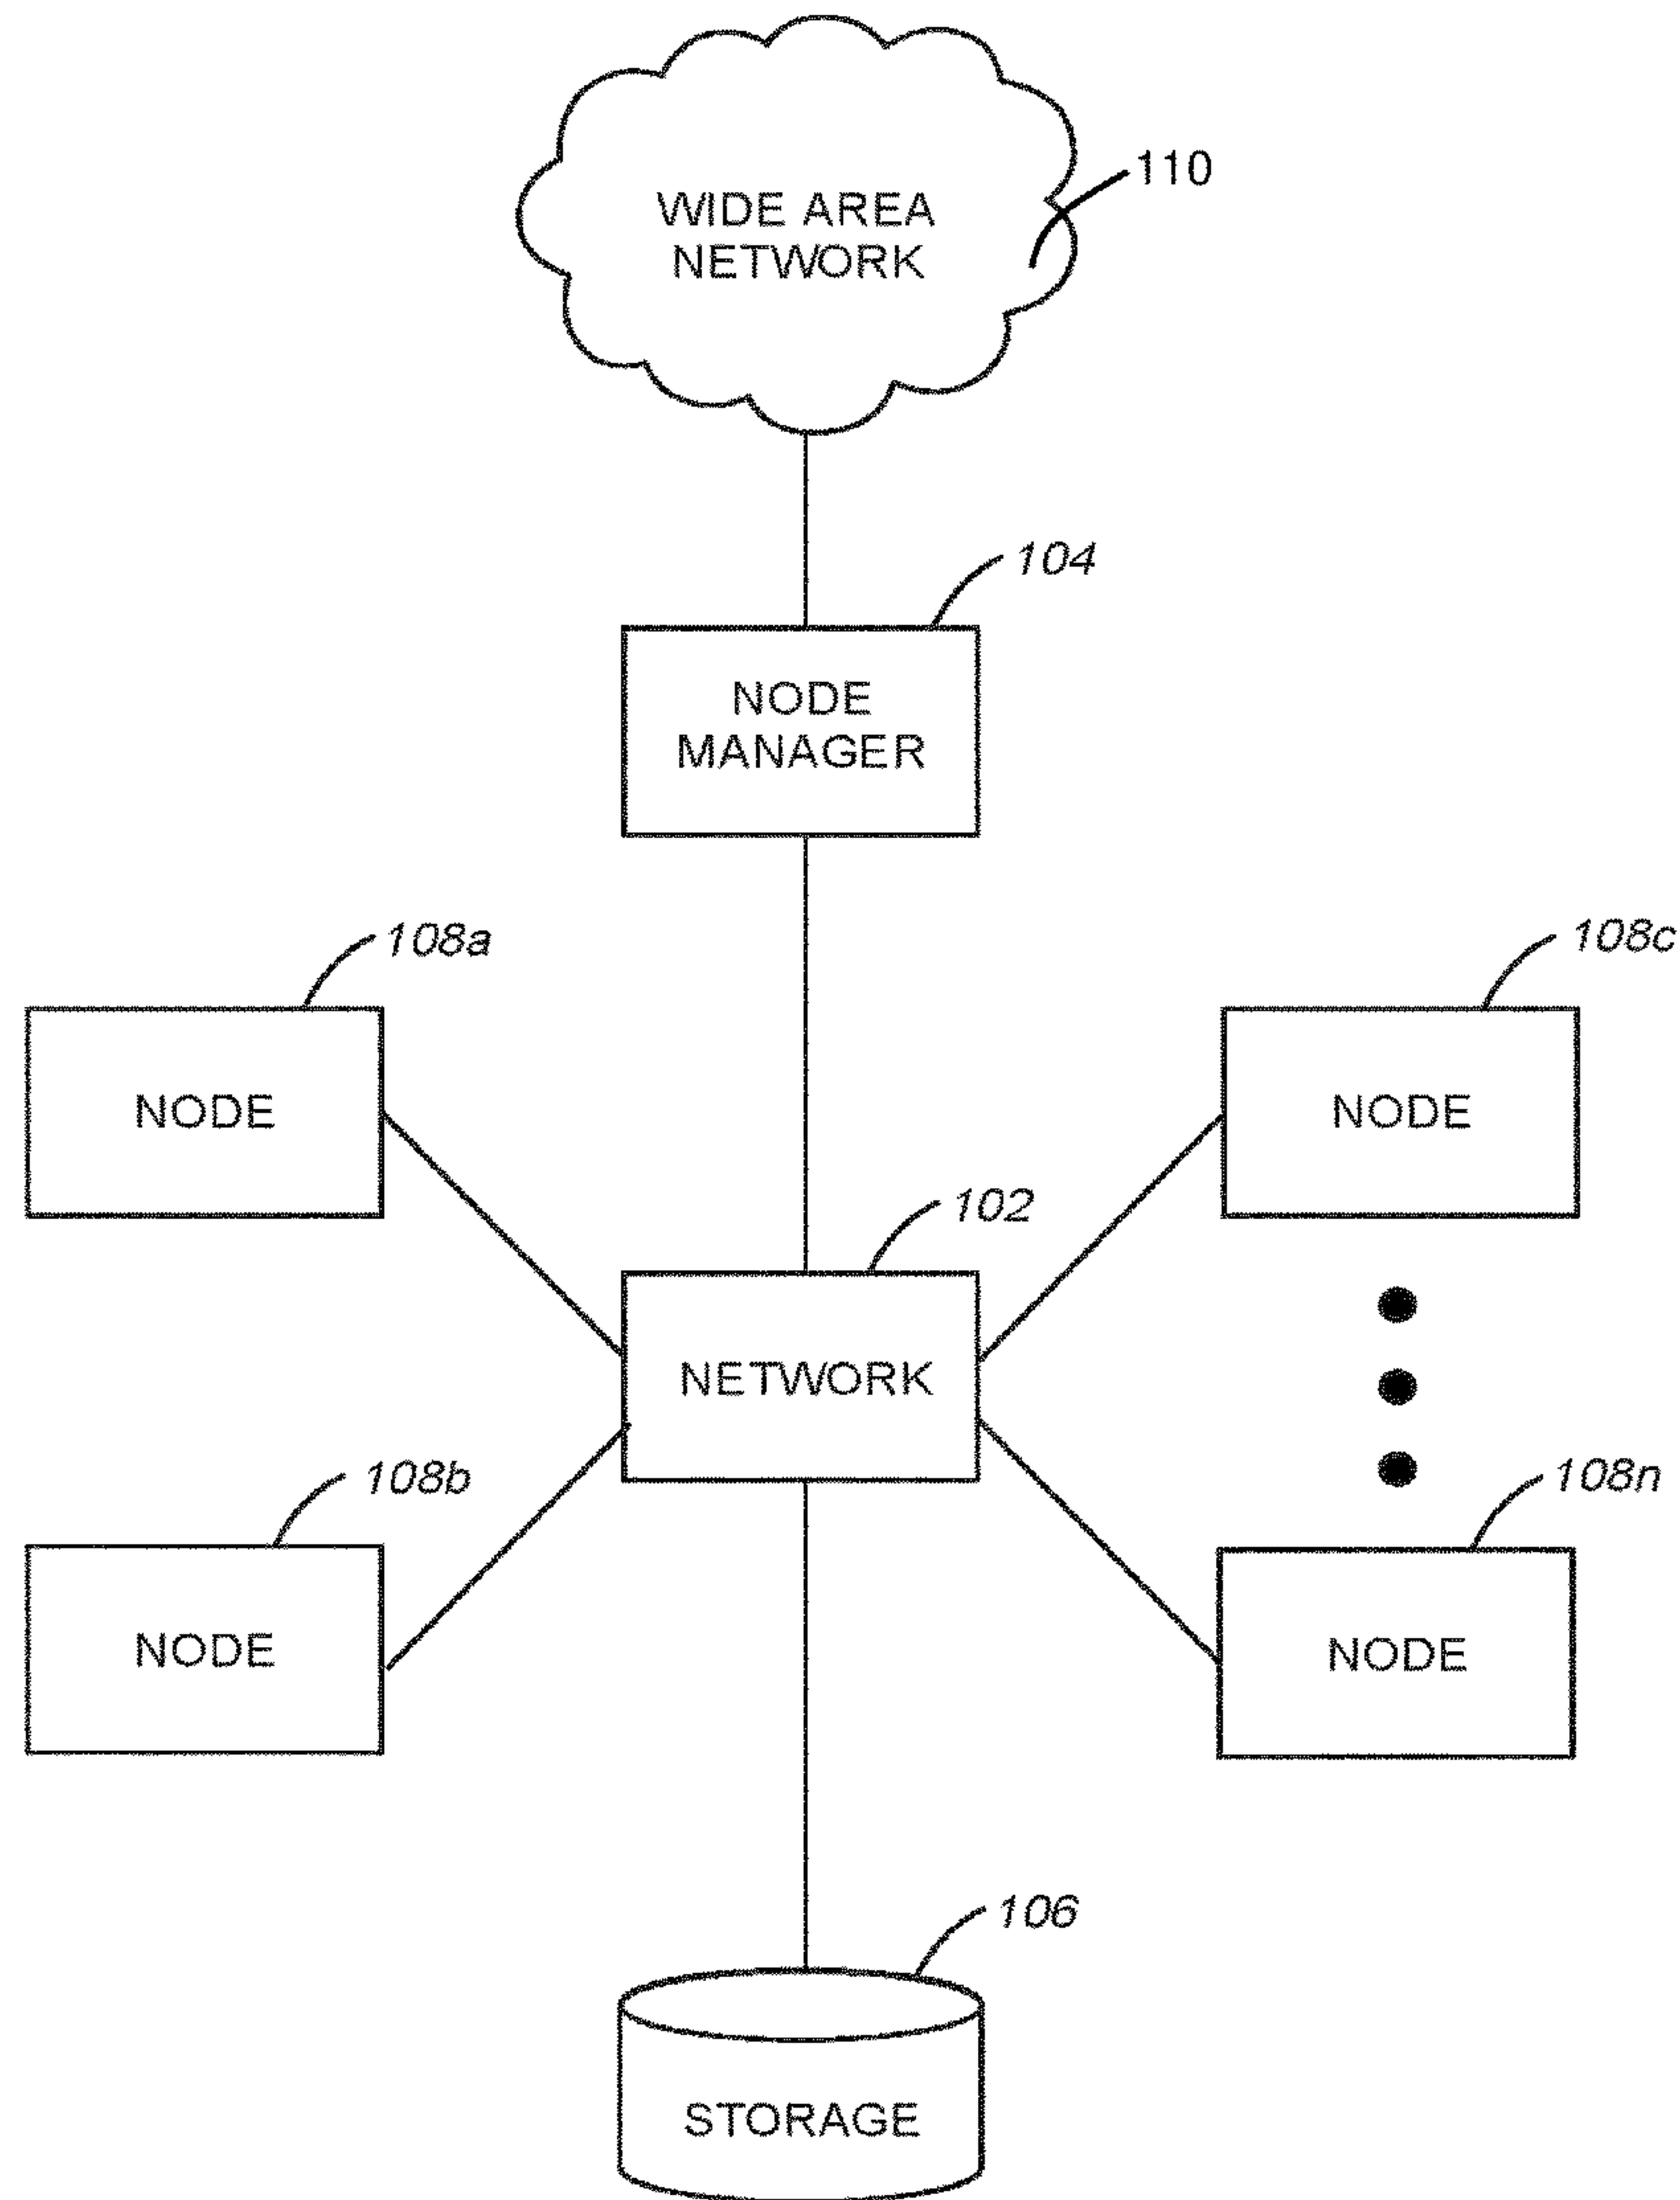 WIDE AREA
NETWORK
110
104
NODE
MANAGER
108a
108c
NODE
NODE
102
NETWORK
108b
108n
NODE
NODE
106
STORAGE